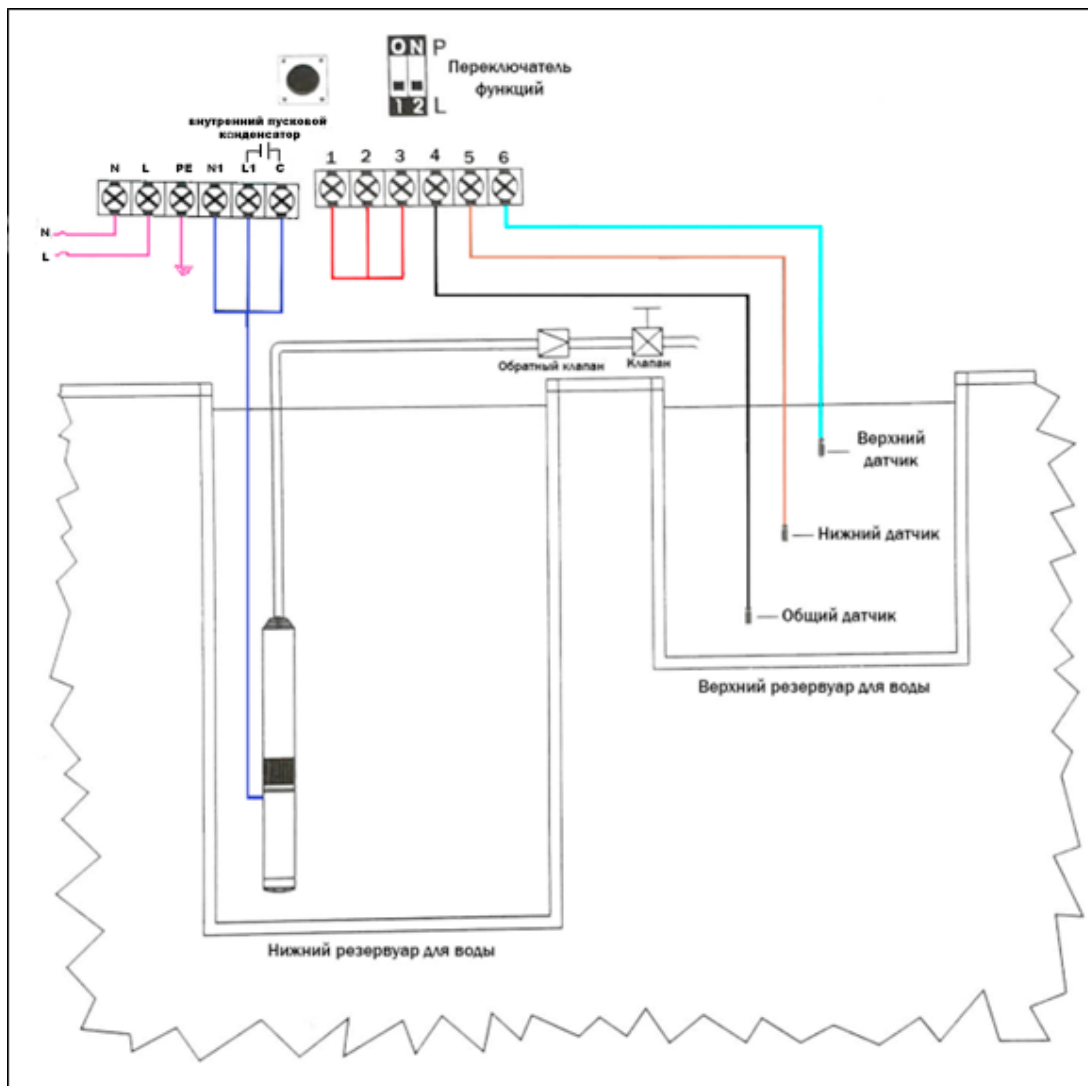 ON P
Переключатель
функций
1 2 L
внутренний пусковой
конденсатор
N L PE N1 L1 C
1 2 3 4 5 6
N
L
Обратный клапан
Клапан
Верхний
датчик
Нижний датчик
Общий датчик
Верхний резервуар для воды
Нижний резервуар для воды